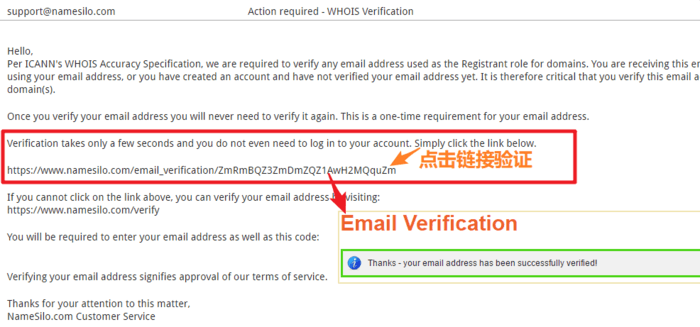 support@namesilo.com Action required - WHOIS Verification
Hello,
Per ICANN's WHOIS Accuracy Specification, we are required to verify any email address used as the Registrant role for domains. You are receiving this en
using your email address, or you have created an account and have not verified your email address yet. It is therefore critical that you verify this email a
domain(s).
Once you verify your email address you will never need to verify it again. This is a one-time requirement for your email address.
Verification takes only a few seconds and you do not even need to log in to your account. Simply click the link below.
https://www.namesilo.com/email_verification/ZmRmBQZ3ZmDmZQZ1AwH2MQquZm
点击链接验证
If you cannot click on the link above, you can verify your email address visiting:
https://www.namesilo.com/verify
Email Verification
You will be required to enter your email address as well as this code:
Thanks - your email address has been successfully verified!
Verifying your email address signifies approval of our terms of service.
Thanks for your attention to this matter,
NameSilo.com Customer Service